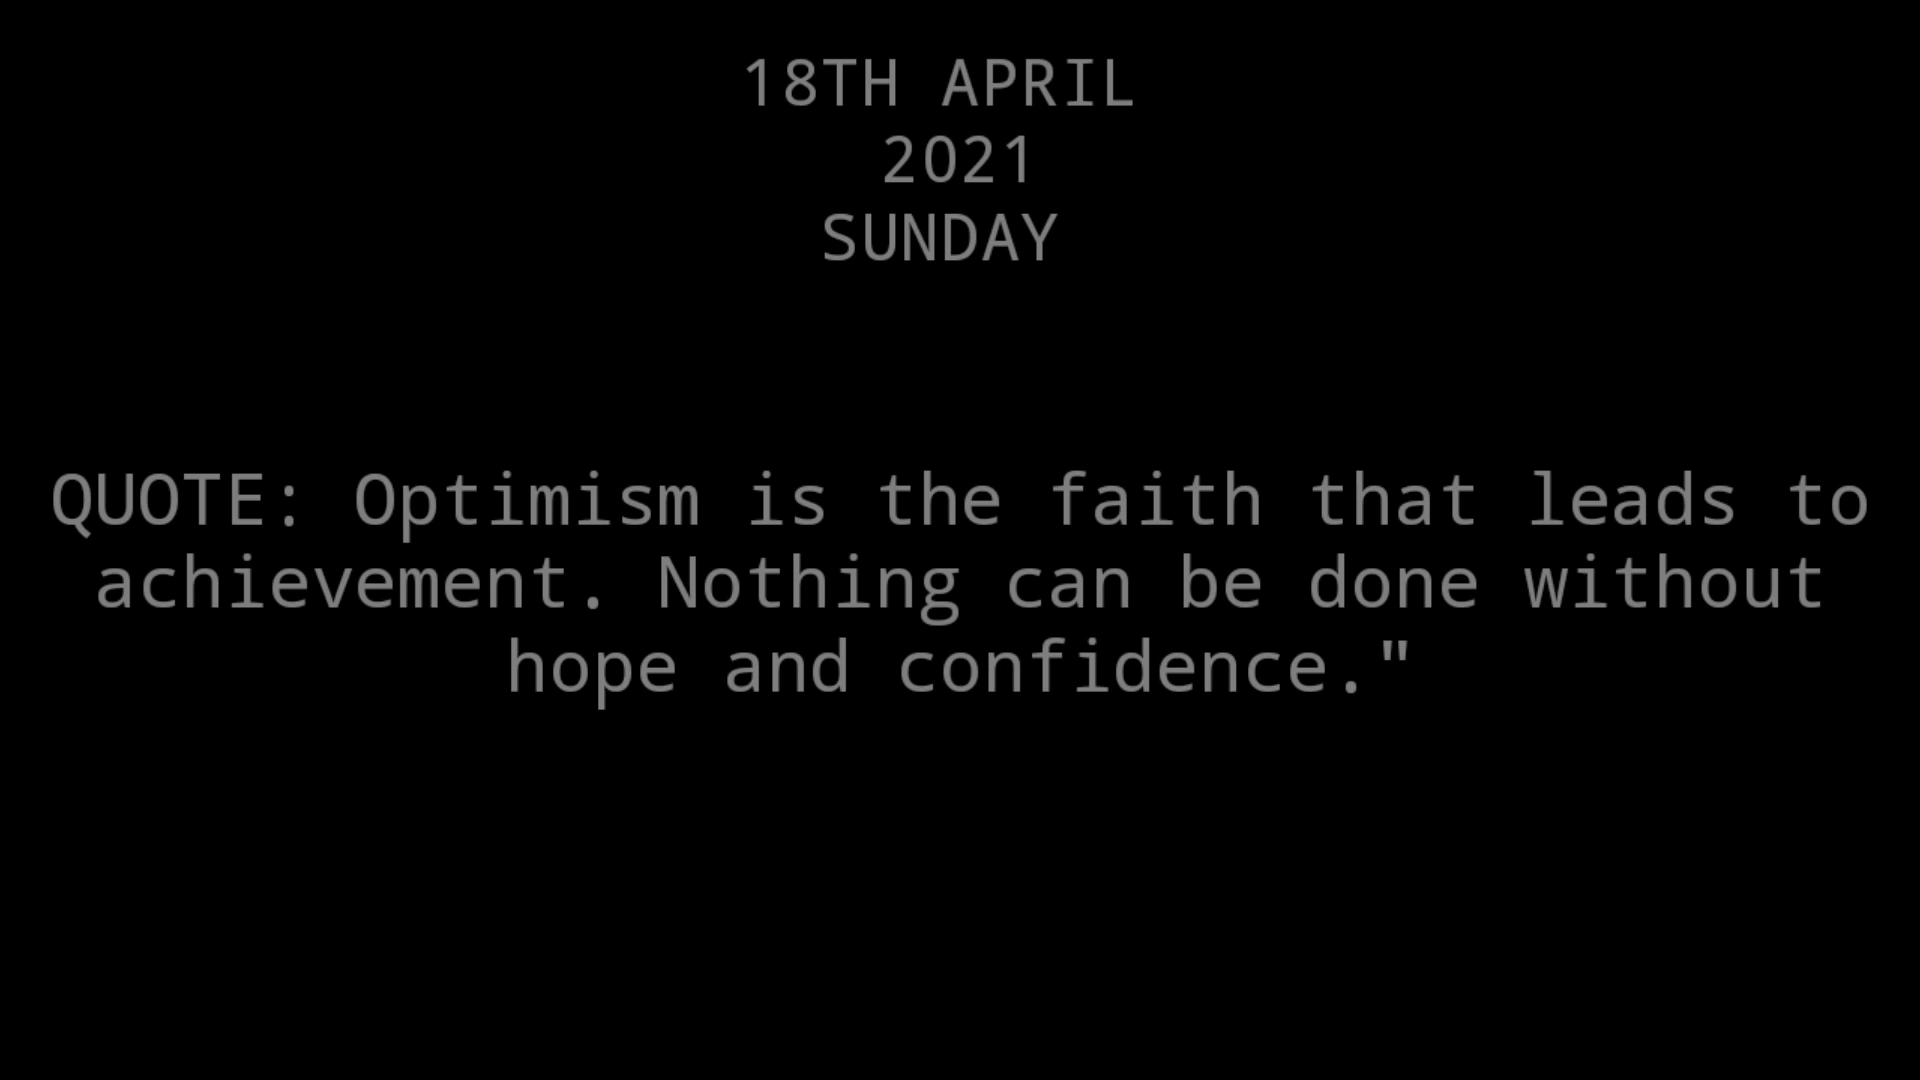 18TH APRIL
2021
SUNDAY
QUOTE: Optimism is the faith that leads to
achievement. Nothing can be done without
hope and confidence."